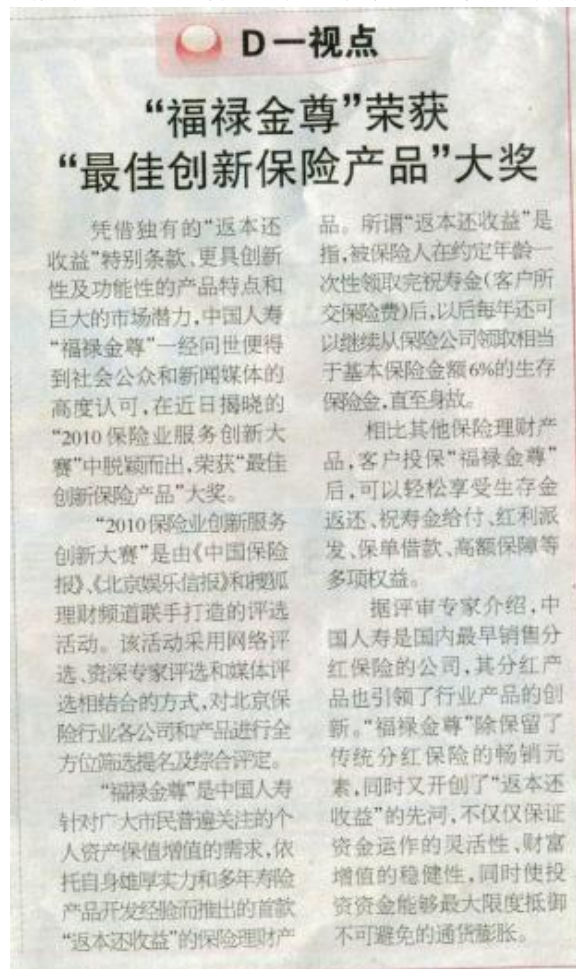 D一视点
“福禄金尊”荣获
“最佳创新保险产品”大奖
凭借独有的“返本还
收益”特别条款、更具创新
性及功能性的产品特点和
巨大的市场潜力,中国人寿
“福禄金尊”一经问世便得
到社会公众和新闻媒体的
高度认可,在近日揭晓的
“2010保险业服务创新大
赛”中脱颖而出,荣获“最佳
创新保险产品”大奖。
“2010保险业创新服务
创新大赛”是由《中国保险
报》、《北京娱乐信报》和搜狐
理财频道联手打造的评选
活动。该活动采用网络评
选、资深专家评选和媒体评
选相结合的方式,对北京保
险行业各公司和产品进行全
方位筛选提名及综合评定。
“福禄金尊”是中国人寿
针对广大市民普遍关注的个
人资产保值增值的需求,依
托自身雄厚实力和多年寿险
产品开发经验而推出的首款
“返本还收益”的保险理财产
品。所谓“返本还收益”是
指,被保险人在约定年龄一
次性领取完祝寿金(客户所
交保险费)后,以后每年还可
以继续从保险公司领取相当
于基本保险金额6%的生存
保险金,直至身故。
相比其他保险理财产
品,客户投保“福禄金尊”
后,可以轻松享受生存金
返还、祝寿金给付、红利派
发、保单借款、高额保障等
多项权益。
据评审专家介绍,中
国人寿是国内最早销售分
红保险的公司,其分红产
品也引领了行业产品的创
新。“福禄金尊”除保留了
传统分红保险的畅销元
素,同时又开创了“返本还
收益”的先河,不仅仅保证
资金运作的灵活性、财富
增值的稳健性,同时使投
资资金能够最大限度抵御
不可避免的通货膨胀。